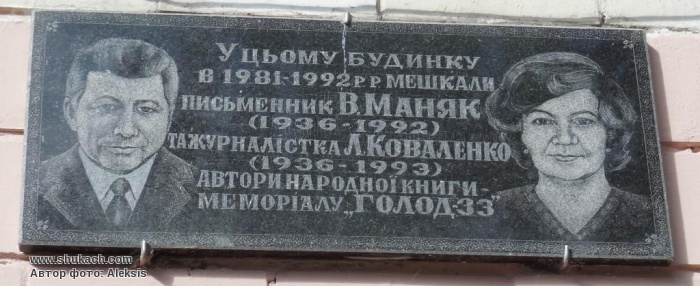 У ЦЬОМУ БУДИНКУ
В 1981-1992 Р.Р. МЕШКАЛИ
ПИСЬМЕННИК В.МАНЯК
(1936-1992)
ТА ЖУРНАЛІСТКА Л.КОВАЛЕНКО
(1936-1993)
АВТОРИ НАРОДНОЇ КНИГИ-
МЕМОРІАЛУ „ГОЛОД-33”
www.shukach.com
Автор фото: Aleksis